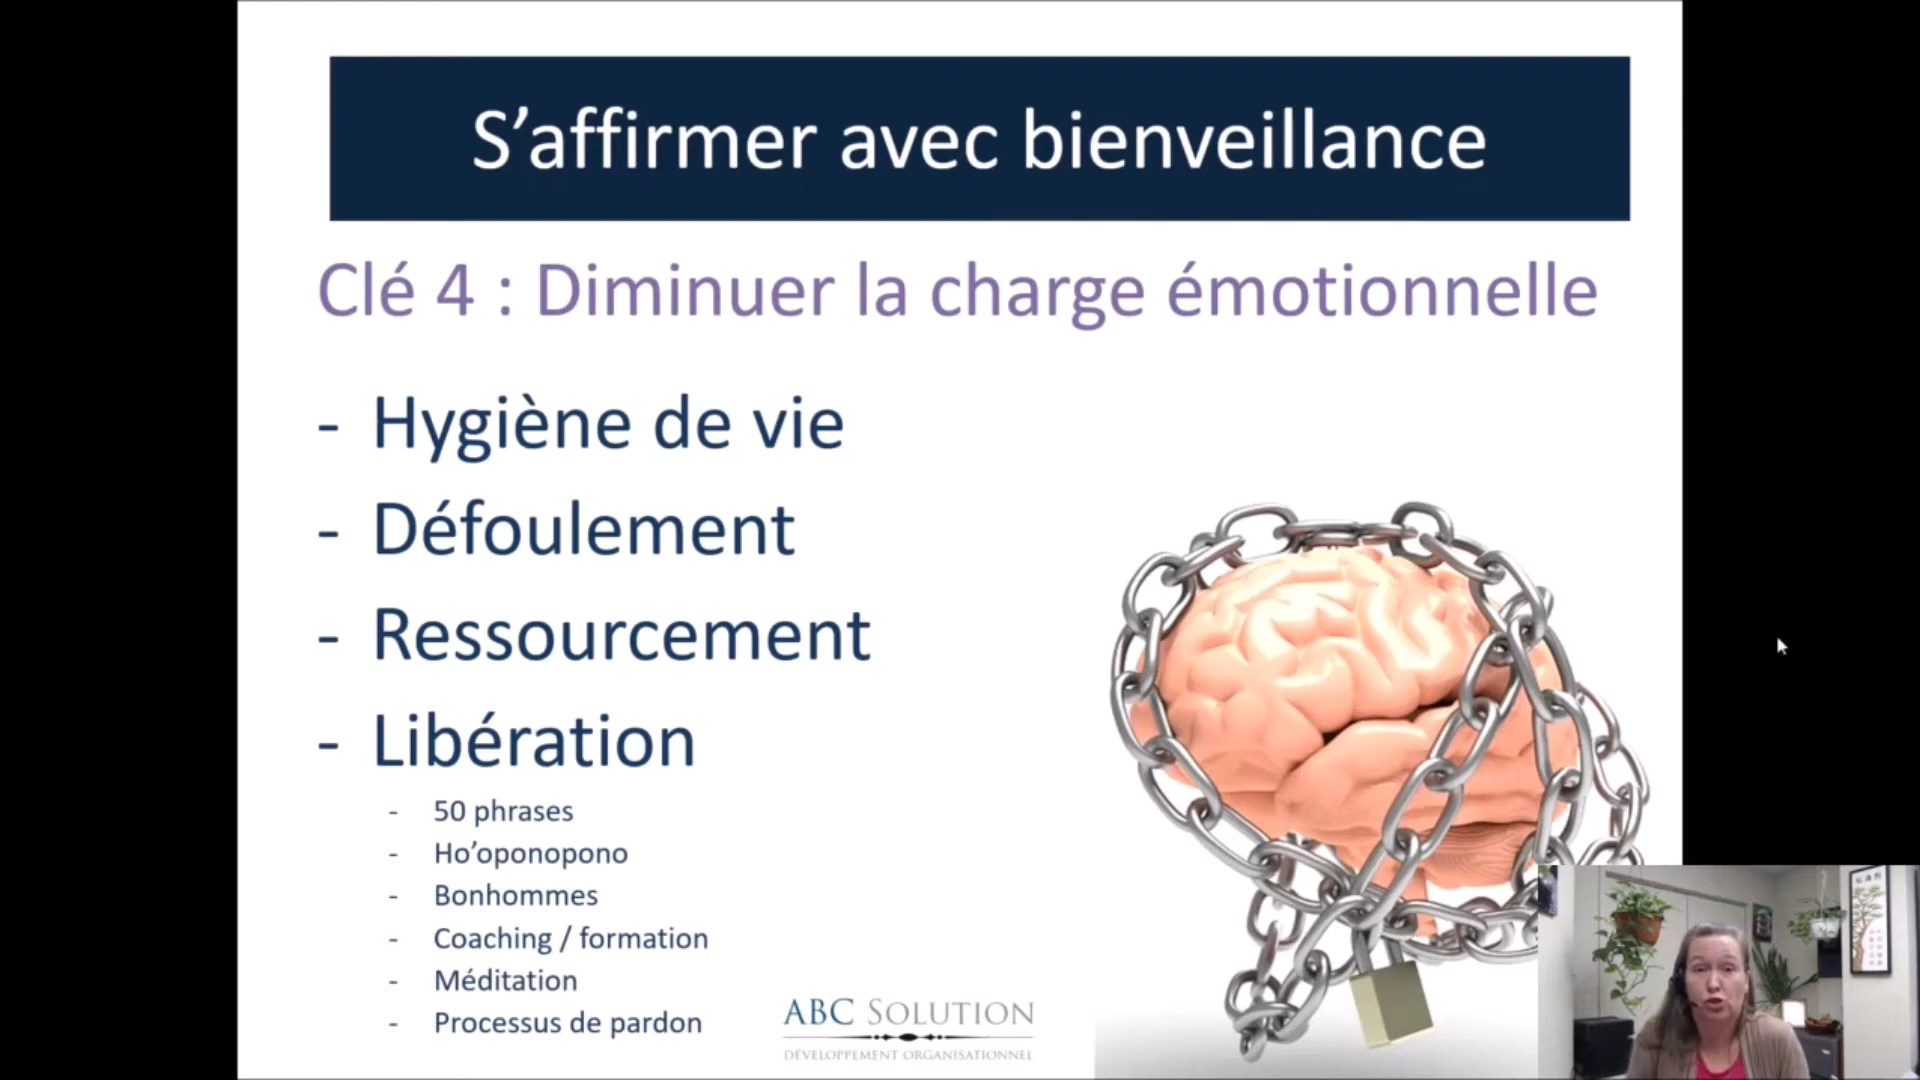 S'affirmer avec bienveillance
Clé 4 : Diminuer la charge émotionnelle
- Hygiène de vie
- Défoulement
- Ressourcement
- Libération
- 50 phrases
- Ho'oponopono
- Bonhommes
- Coaching / formation
- Méditation
- Processus de pardon
ABC SOLUTION
DÉVELOPPEMENT ORGANISATIONNEL